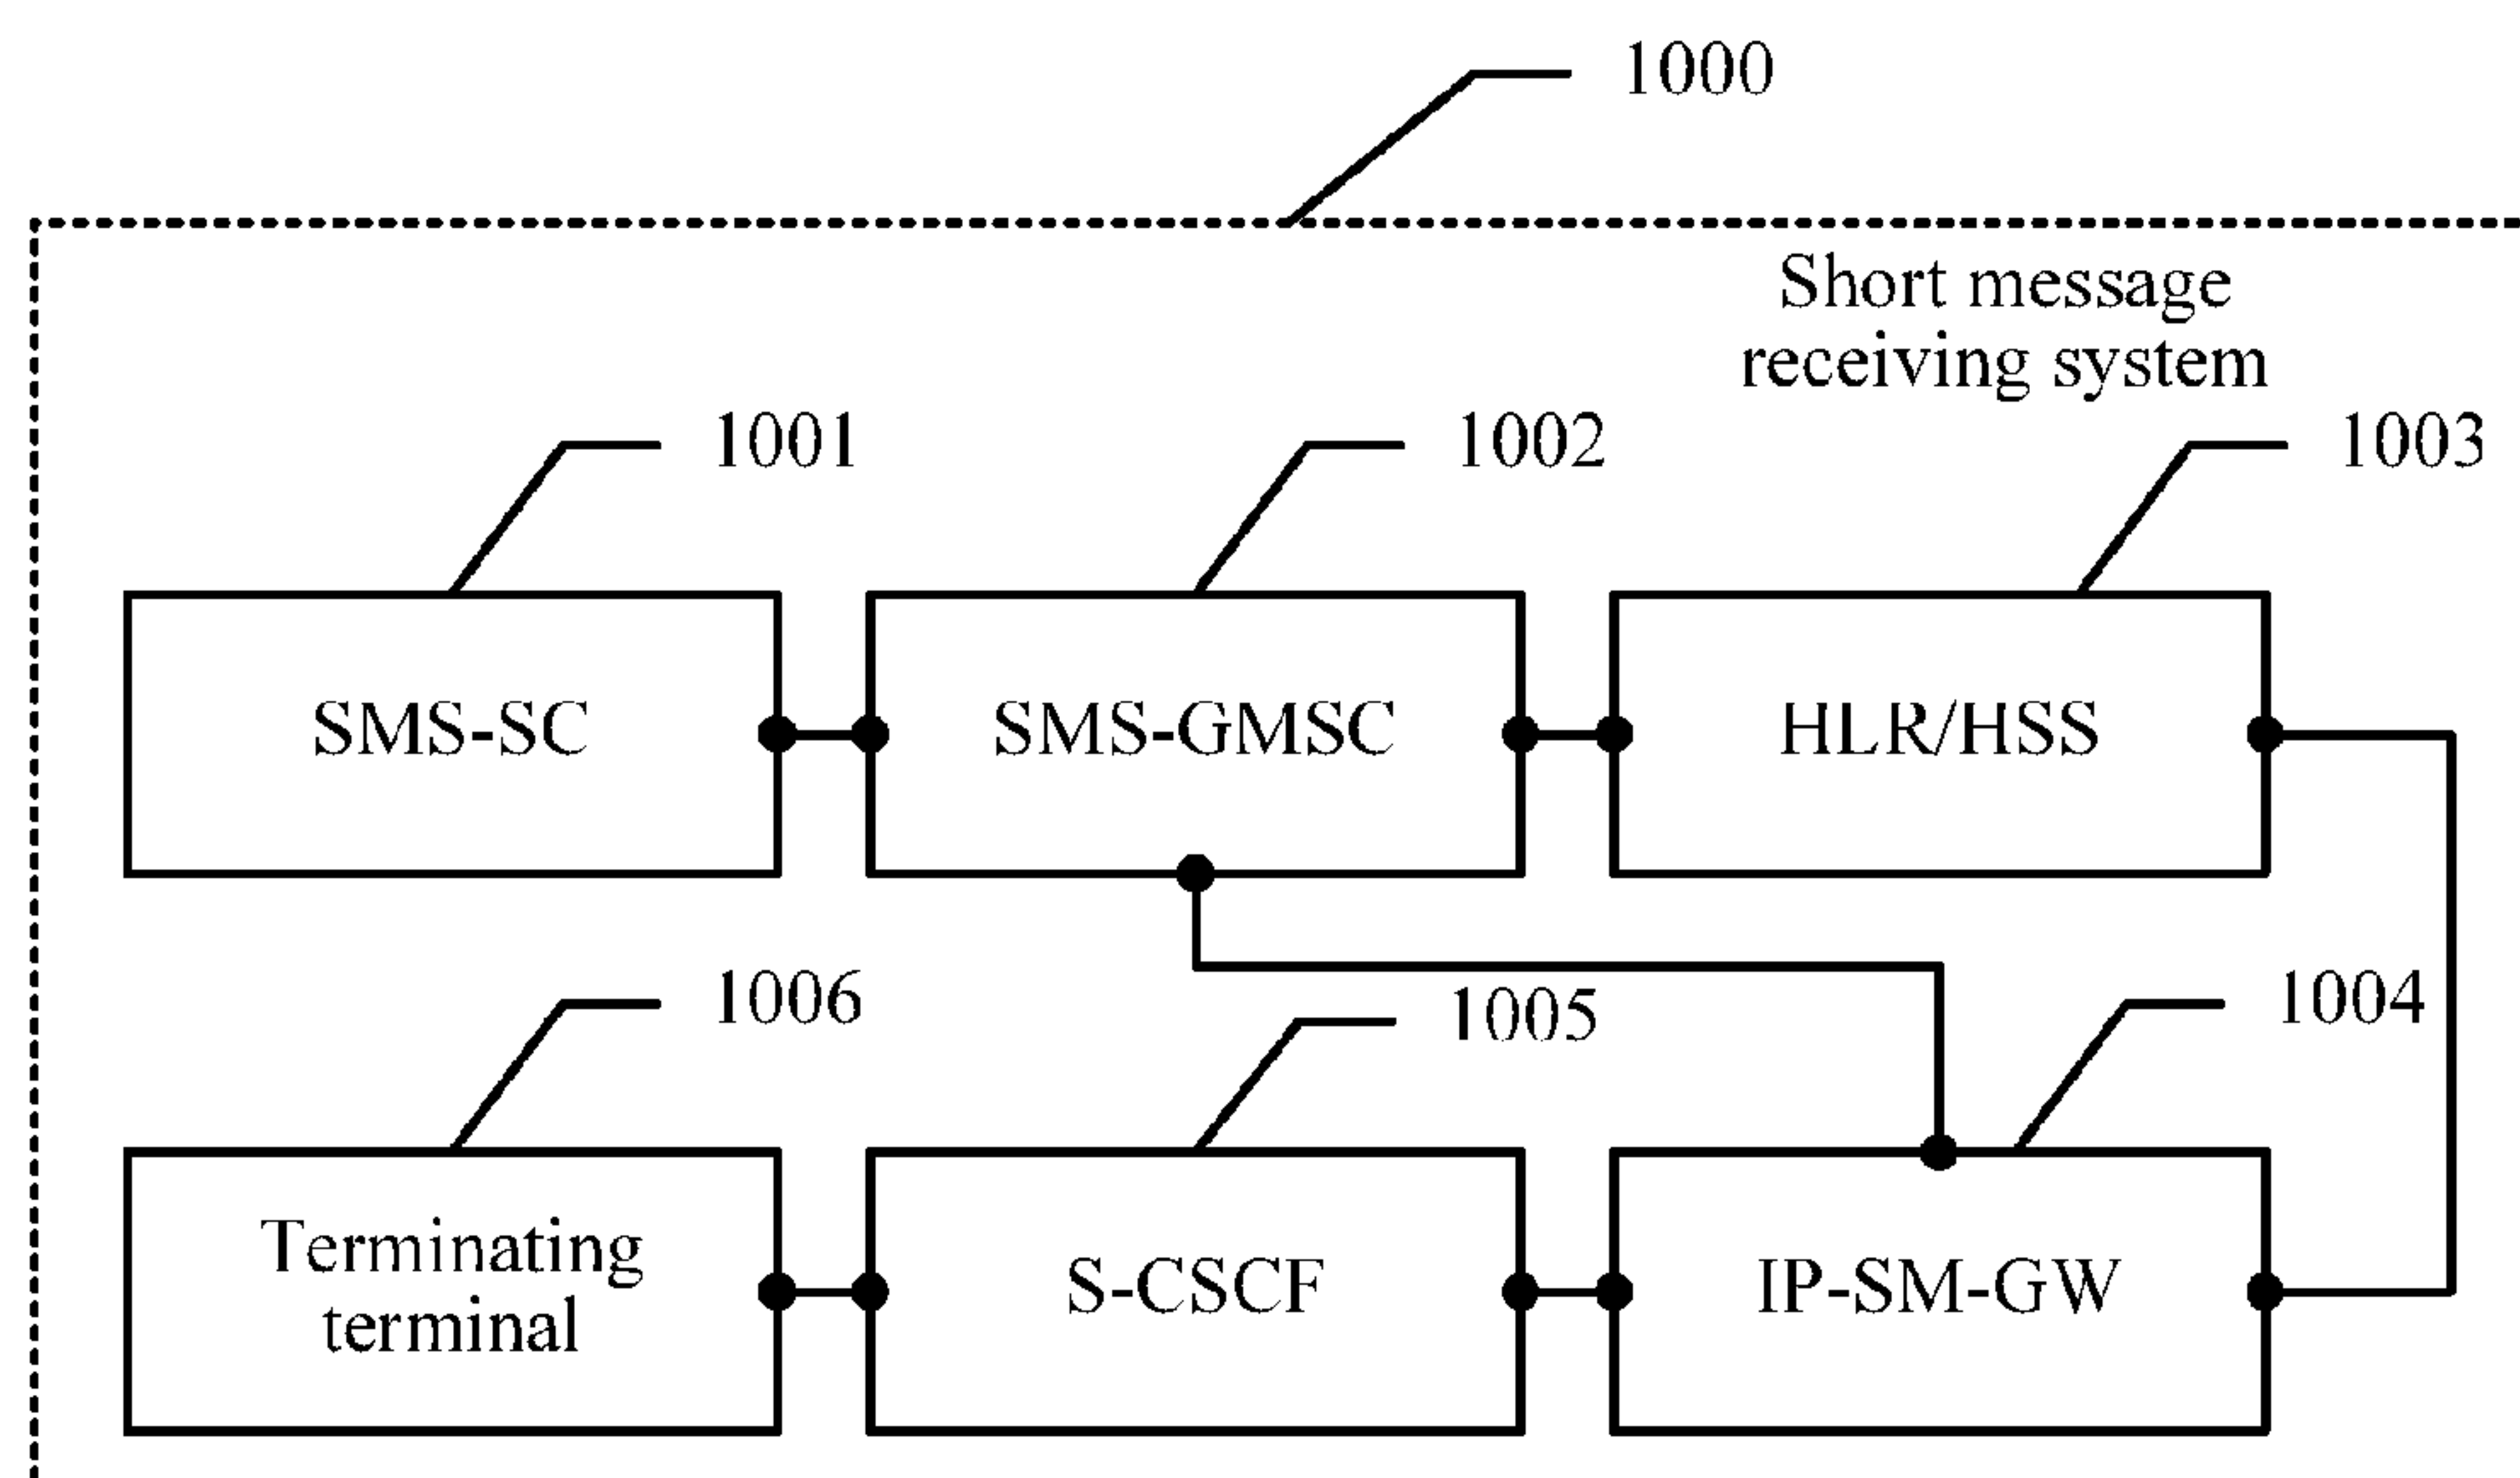 1000
Short message
receiving system
1001
1002
1003
SMS-SC
SMS-GMSC
HLR/HSS
1006
1005
1004
Terminating
terminal
S-CSCF
IP-SM-GW